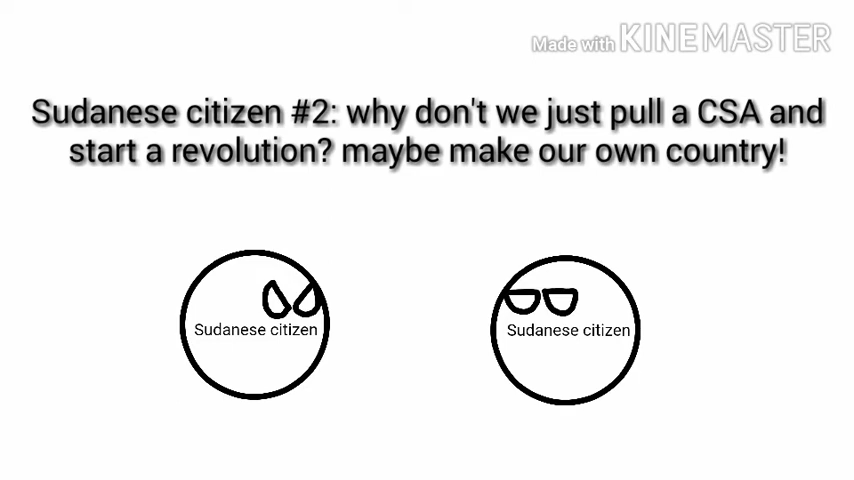 Made with KINEMASTER
Sudanese citizen #2: why don't we just pull a CSA and
start a revolution? maybe make our own country!
Sudanese citizen
Sudanese citizen